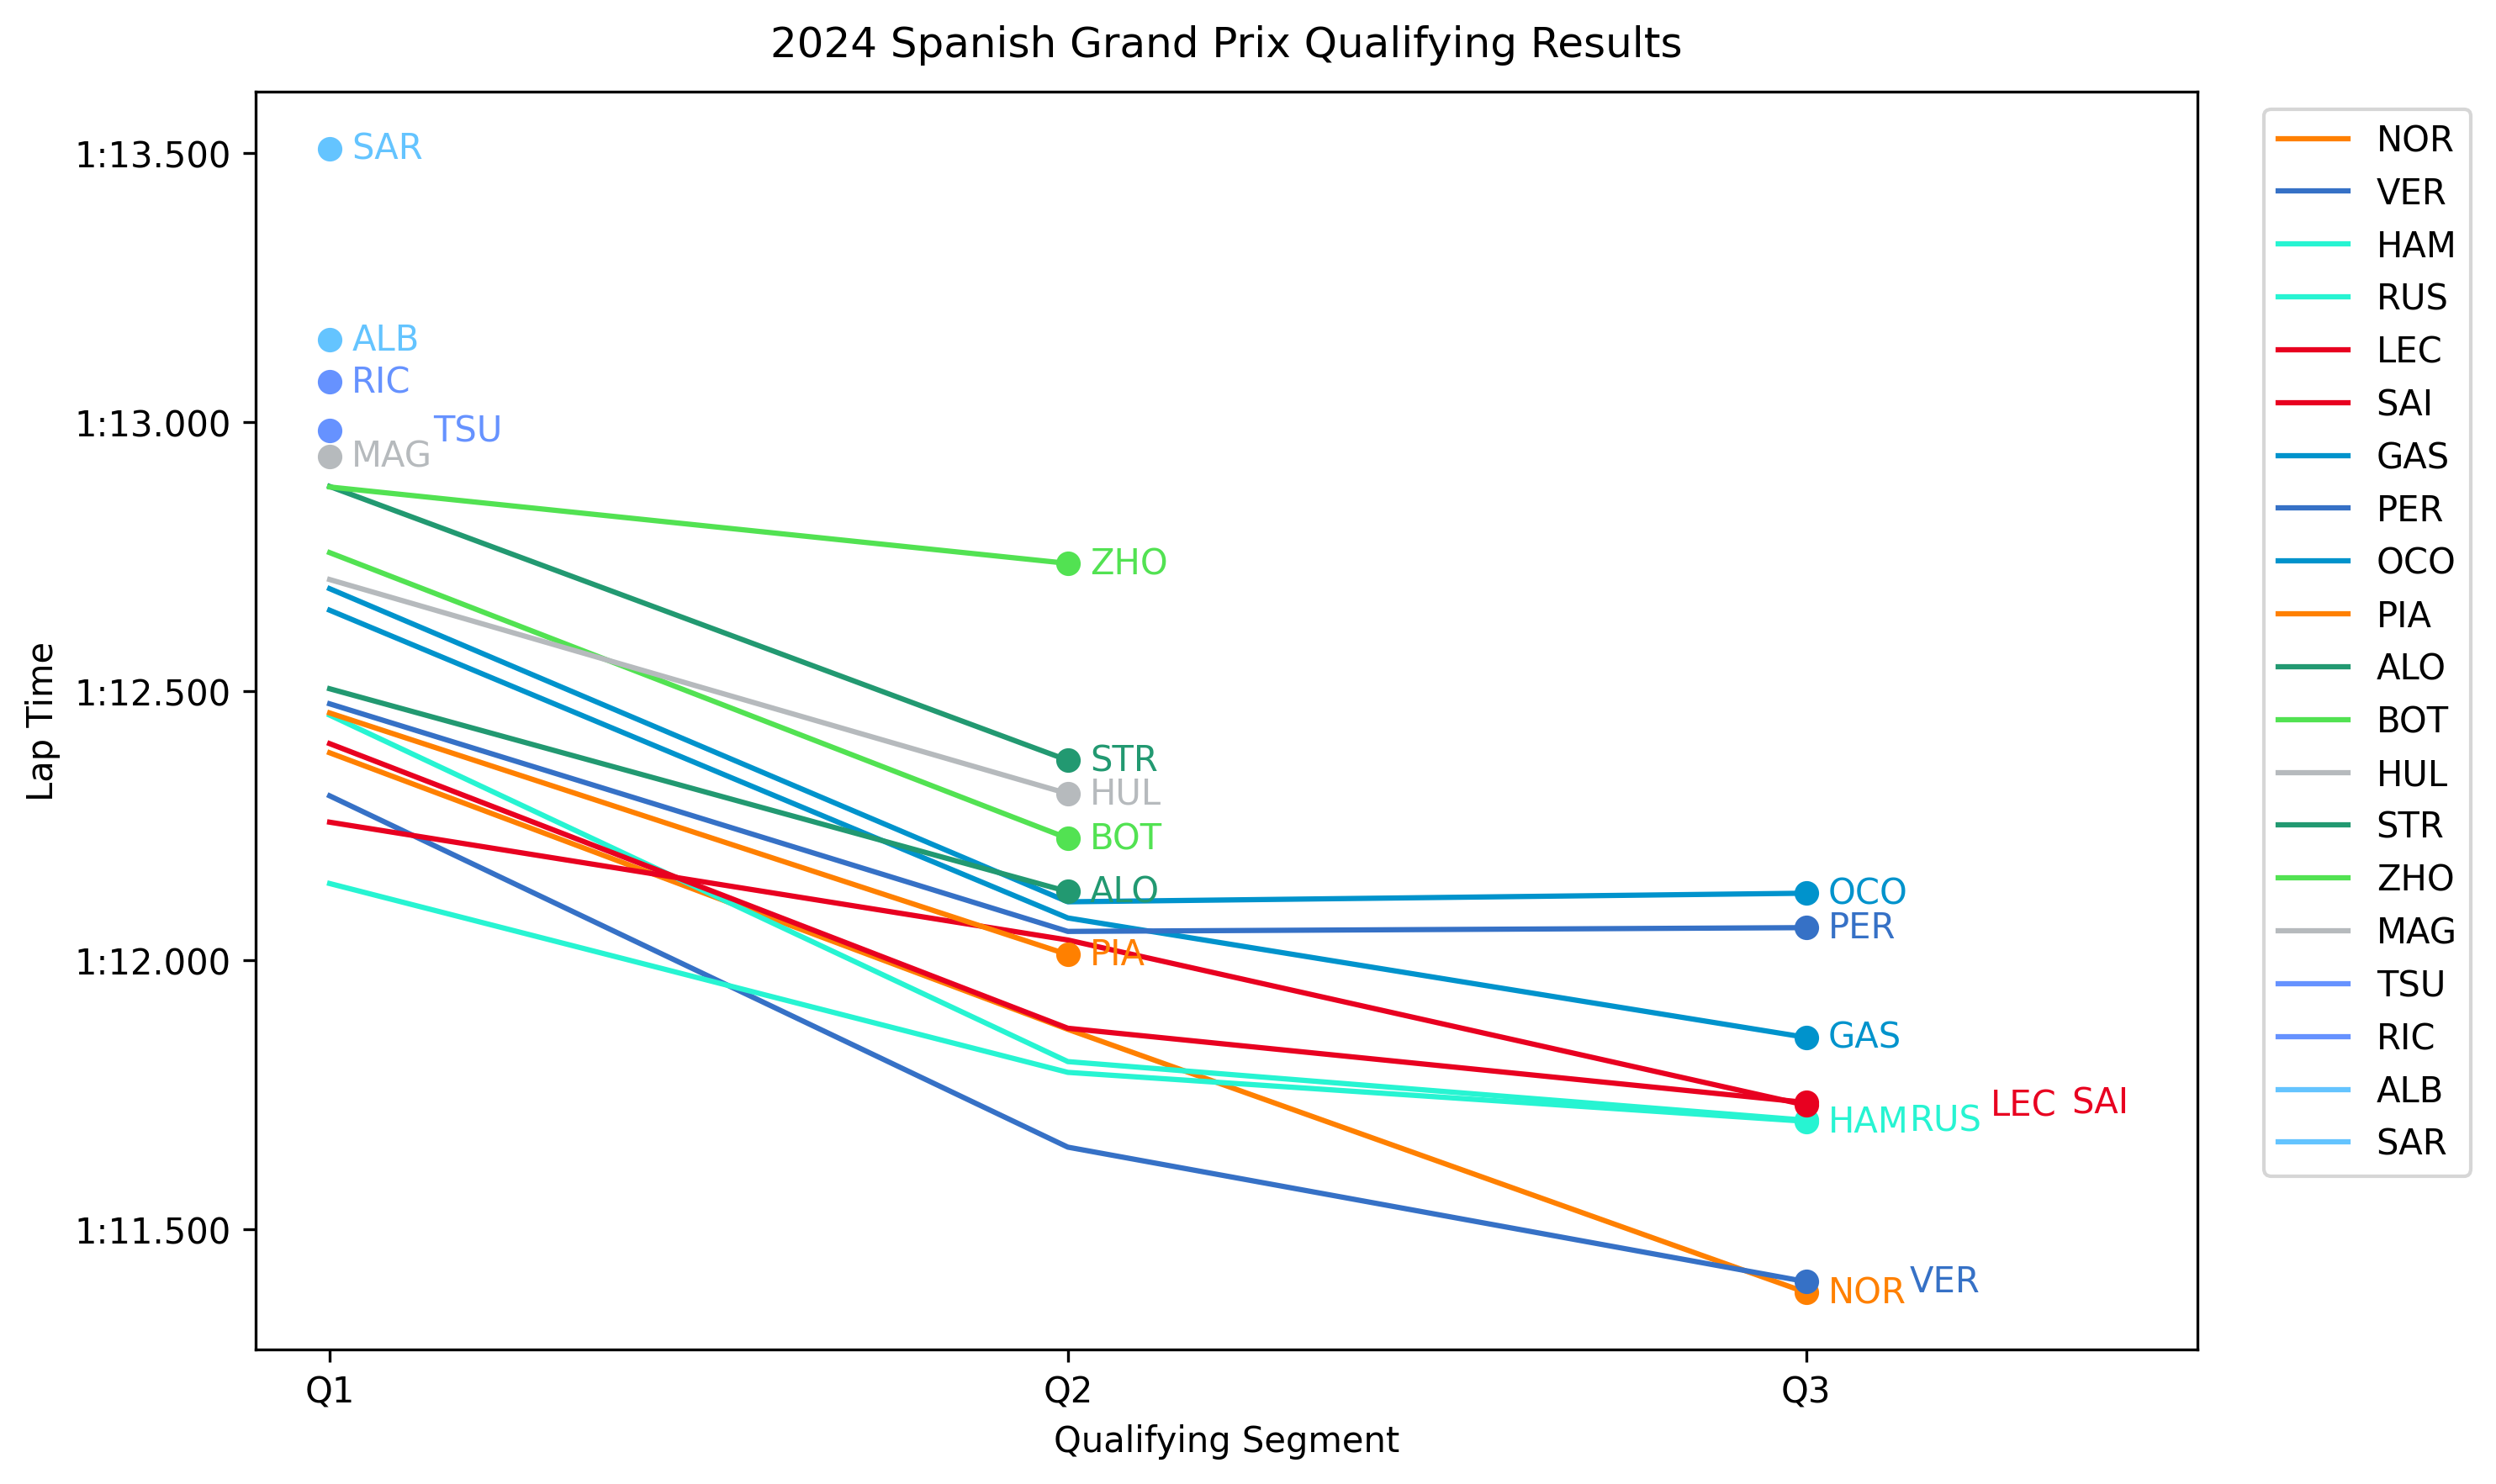 2024 Spanish Grand Prix Qualifying Results
1:13.500
1:13.000
1:12.500
1:12.000
1:11.500
Lap Time
SAR
ALB
RIC
TSU
MAG
ZHO
STR
HUL
BOT
ALO
PIA
OCO
PER
GAS
HAM RUS LEC SAI
NOR VER
Q1 Q2 Q3
Qualifying Segment
NOR
VER
HAM
RUS
LEC
SAI
GAS
PER
OCO
PIA
ALO
BOT
HUL
STR
ZHO
MAG
TSU
RIC
ALB
SAR